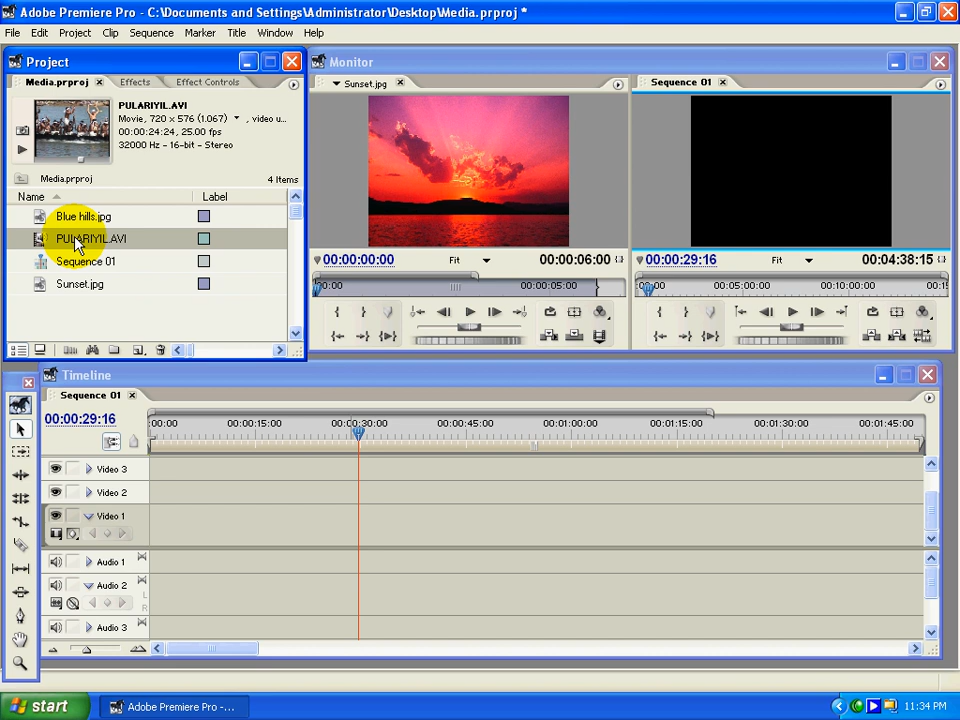 Adobe Premiere Pro - C:\Documents and Settings\Administrator\Desktop\Media.prproj *
File Edit Project Clip Sequence Marker Title Window Help
Project
Media.prproj Effects Effect Controls
PULARIYIL.AVI
Movie, 720 x 576 (1.067) , video u...
00:00:24:24, 25.00 fps
32000 Hz - 16-bit - Stereo
Media.prproj 4 Items
Name Label
Blue hills.jpg
PULARIYIL.AVI
Sequence 01
Sunset.jpg
Monitor
Sunset.jpg
00:00:00:00 Fit 00:00:06:00
00:00 00:00:05:00
Sequence 01
00:00:29:16 Fit 00:04:38:15
00:00 00:05:00:00 00:10:00:00 00:15
Timeline
Sequence 01
00:00:29:16
:00:00 00:00:15:00 00:00:30:00 00:00:45:00 00:01:00:00 00:01:15:00 00:01:30:00 00:01:45:00
Video 3
Video 2
Video 1
Audio 1
Audio 2
L
R
Audio 3
start Adobe Premiere Pro -... 11:34 PM